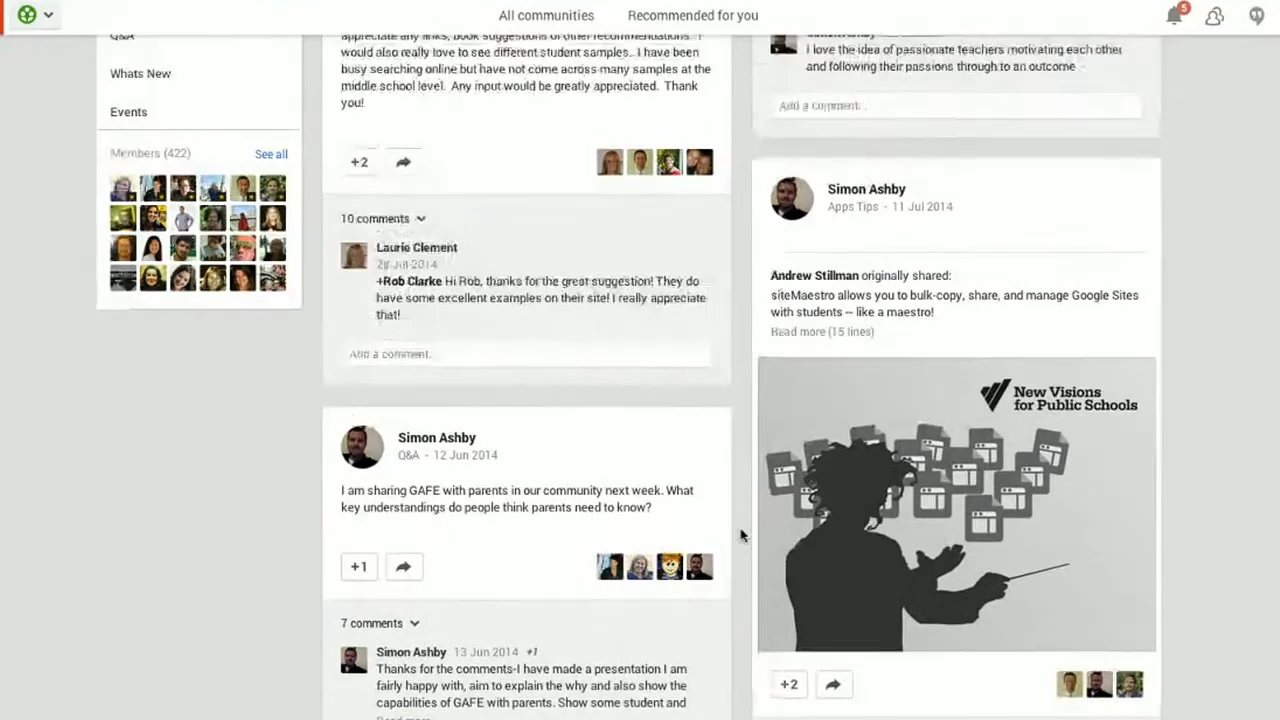 All communities
Recommended for you
5
Q&A
Whats New
Events
Members (422)
See all
appreciate any links, book suggestions or other recommendations. I
would also really love to see different student samples. I have been
busy searching online but have not come across many samples at the
middle school level. Any input would be greatly appreciated. Thank
you!
+2
10 comments
Laurie Clement
Jul 2014
+Rob Clarke Hi Rob, thanks for the great suggestion! They do
have some excellent examples on their site! I really appreciate
that!
Add a comment.
Simon Ashby
Q&A - 12 Jun 2014
I am sharing GAFE with parents in our community next week. What
key understandings do people think parents need to know?
+1
7 comments
Simon Ashby 13 Jun 2014 +1
Thanks for the comments-I have made a presentation I am
fairly happy with, aim to explain the why and also show the
capabilities of GAFE with parents. Show some student and
I love the idea of passionate teachers motivating each other
and following their passions through to an outcome
Add a comment.
Simon Ashby
Apps Tips - 11 Jul 2014
Andrew Stillman originally shared:
siteMaestro allows you to bulk-copy, share, and manage Google Sites
with students -- like a maestro!
Read more (15 lines)
New Visions
for Public Schools
+2